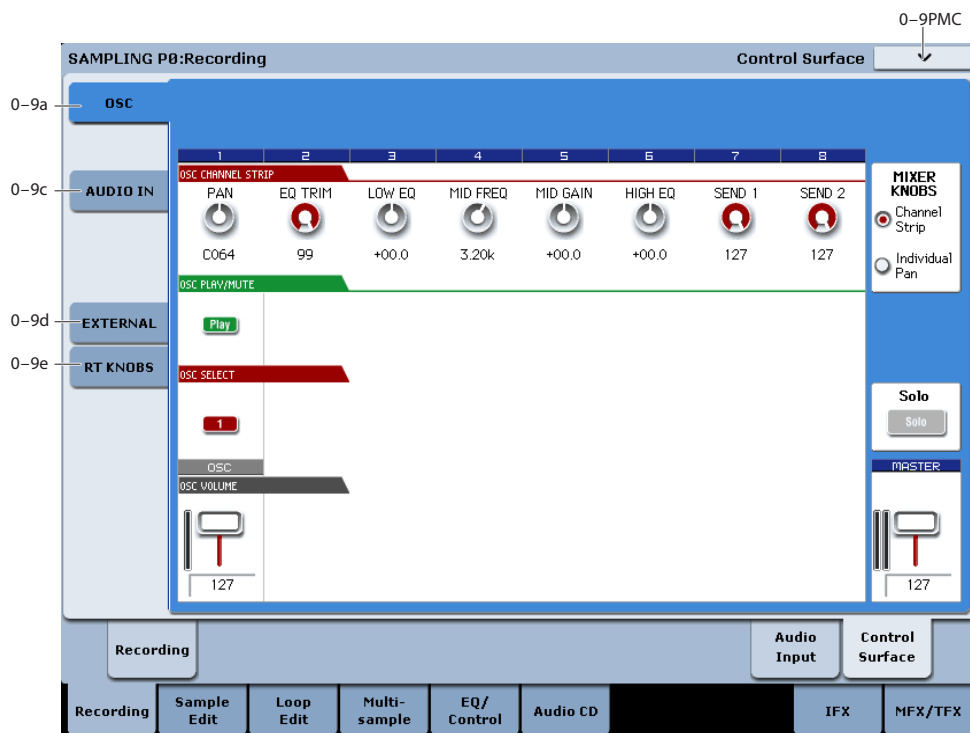 0–9PMC
SAMPLING P0:Recording
Control Surface
0–9a
OSC
1 2 3 4 5 6 7 8
OSC CHANNEL STRIP
0–9c
AUDIO IN
PAN EQ TRIM LOW EQ MID FREQ MID GAIN HIGH EQ SEND 1 SEND 2
C064 99 +00.0 3.20k +00.0 +00.0 127 127
MIXER
KNOBS
Channel
Strip
Individual
Pan
OSC PLAY/MUTE
0–9d
EXTERNAL
Play
0–9e
RT KNOBS
OSC SELECT
1
Solo
Solo
OSC
MASTER
OSC VOLUME
127
127
Recording
Audio
Input
Control
Surface
Recording
Sample
Edit
Loop
Edit
Multi-
sample
EQ/
Control
Audio CD
IFX
MFX/TFX